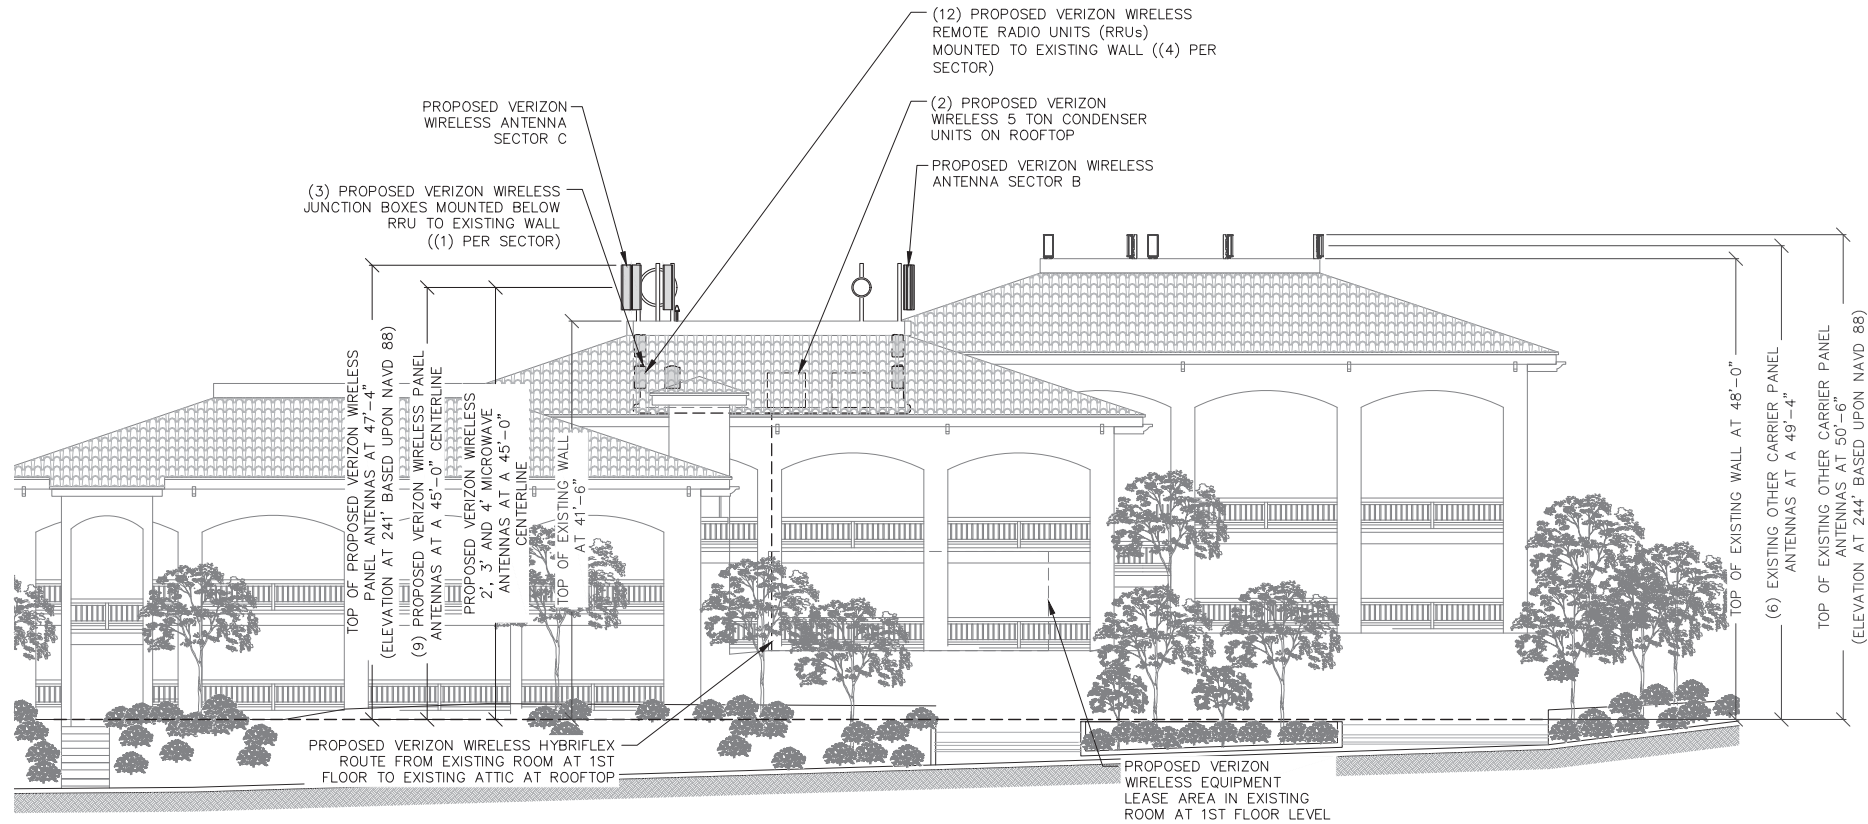 (12) PROPOSED VERIZON WIRELESS
REMOTE RADIO UNITS (RRUs)
MOUNTED TO EXISTING WALL ((4) PER
SECTOR)
PROPOSED VERIZON
WIRELESS ANTENNA
SECTOR C
(2) PROPOSED VERIZON
WIRELESS 5 TON CONDENSER
UNITS ON ROOFTOP
PROPOSED VERIZON WIRELESS
ANTENNA SECTOR B
(3) PROPOSED VERIZON WIRELESS
JUNCTION BOXES MOUNTED BELOW
RRU TO EXISTING WALL
((1) PER SECTOR)
TOP OF PROPOSED VERIZON WIRELESS
PANEL ANTENNAS AT 47'-4"
(ELEVATION AT 241' BASED UPON NAVD 88)
(9) PROPOSED VERIZON WIRELESS PANEL
ANTENNAS AT A 45'-0" CENTERLINE
PROPOSED VERIZON WIRELESS
2', 3' AND 4' MICROWAVE
ANTENNAS AT A 45'-0"
CENTERLINE
TOP OF EXISTING WALL
AT 41'-6"
TOP OF EXISTING WALL AT 48'-0"
(6) EXISTING OTHER CARRIER PANEL
ANTENNAS AT A 49'-4"
TOP OF EXISTING OTHER CARRIER PANEL
ANTENNAS AT 50'-6"
(ELEVATION AT 244' BASED UPON NAVD 88)
PROPOSED VERIZON WIRELESS HYBRIFLEX
ROUTE FROM EXISTING ROOM AT 1ST
FLOOR TO EXISTING ATTIC AT ROOFTOP
PROPOSED VERIZON
WIRELESS EQUIPMENT
LEASE AREA IN EXISTING
ROOM AT 1ST FLOOR LEVEL